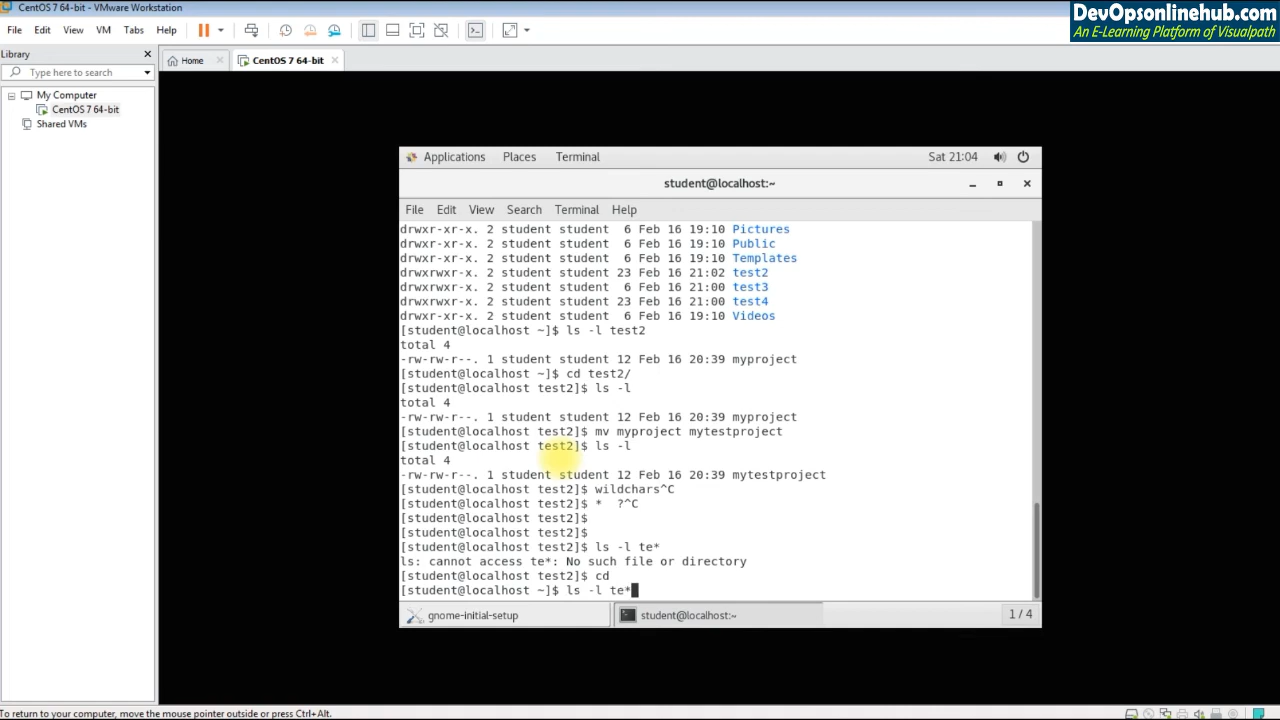 CentOS 7 64-bit - VMware Workstation
DevOpsonlinehub.com
An E-Learning Platform of Visualpath
File Edit View VM Tabs Help
Library
Type here to search
Home
CentOS 7 64-bit
My Computer
CentOS 7 64-bit
Shared VMs
Applications Places Terminal Sat 21:04
student@localhost:~
File Edit View Search Terminal Help
drwxr-xr-x. 2 student student  6 Feb 16 19:10 Pictures
drwxr-xr-x. 2 student student  6 Feb 16 19:10 Public
drwxr-xr-x. 2 student student  6 Feb 16 19:10 Templates
drwxrwxr-x. 2 student student 23 Feb 16 21:02 test2
drwxrwxr-x. 2 student student  6 Feb 16 21:00 test3
drwxrwxr-x. 2 student student 23 Feb 16 21:00 test4
drwxr-xr-x. 2 student student  6 Feb 16 19:10 Videos
[student@localhost ~]$ ls -l test2
total 4
-rw-rw-r--. 1 student student 12 Feb 16 20:39 myproject
[student@localhost ~]$ cd test2/
[student@localhost test2]$ ls -l
total 4
-rw-rw-r--. 1 student student 12 Feb 16 20:39 myproject
[student@localhost test2]$ mv myproject mytestproject
[student@localhost test2]$ ls -l
total 4
-rw-rw-r--. 1 student student 12 Feb 16 20:39 mytestproject
[student@localhost test2]$ wildchars^C
[student@localhost test2]$ *  ?^C
[student@localhost test2]$
[student@localhost test2]$
[student@localhost test2]$ ls -l te*
ls: cannot access te*: No such file or directory
[student@localhost test2]$ cd
[student@localhost ~]$ ls -l te*
gnome-initial-setup
student@localhost:~
1 / 4
To return to your computer, move the mouse pointer outside or press Ctrl+Alt.